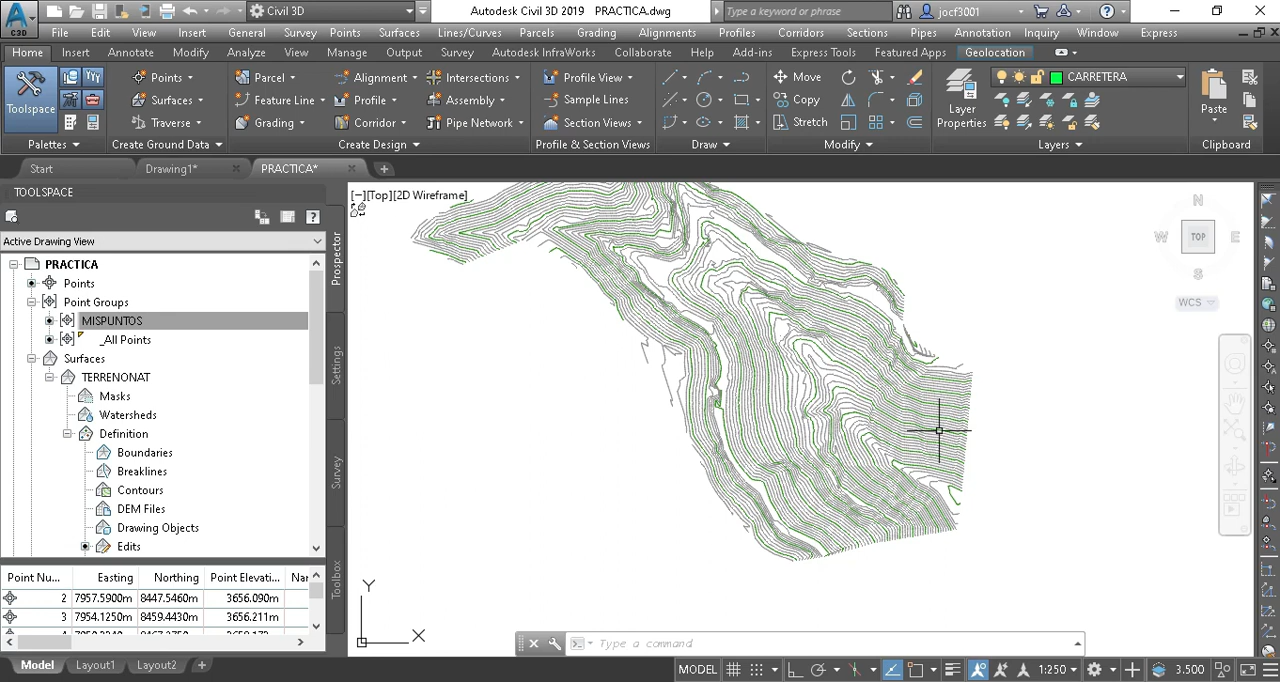 Civil 3D
Autodesk Civil 3D 2019 PRACTICA.dwg
Type a keyword or phrase
jocf3001
C3D
File Edit View Insert General Survey Points Surfaces Lines/Curves Parcels Grading Alignments Profiles Corridors Sections Pipes Annotation Inquiry Window Express
Home Insert Annotate Modify Analyze View Manage Output Survey Autodesk InfraWorks Collaborate Help Add-ins Express Tools Featured Apps Geolocation
Points Parcel Alignment Intersections Profile View Move CARRETERA
Toolspace Surfaces Feature Line Profile Assembly Sample Lines Copy Layer Properties Paste
Traverse Grading Corridor Pipe Network Section Views Stretch
Palettes Create Ground Data Create Design Profile & Section Views Draw Modify Layers Clipboard
Start Drawing1* PRACTICA*
TOOLSPACE
[−][Top][2D Wireframe]
Active Drawing View
PRACTICA
Points
Point Groups
MISPUNTOS
_All Points
Surfaces
TERRENONAT
Masks
Watersheds
Definition
Boundaries
Breaklines
Contours
DEM Files
Drawing Objects
Edits
Prospector
Settings
Survey
Toolbox
N
W TOP E
S
WCS
Point Nu... Easting Northing Point Elevati... Nar
2 7957.5900m 8447.5460m 3656.090m
3 7954.1250m 8459.4430m 3656.211m
Y
X
Type a command
Model Layout1 Layout2
MODEL 1:250 3.500